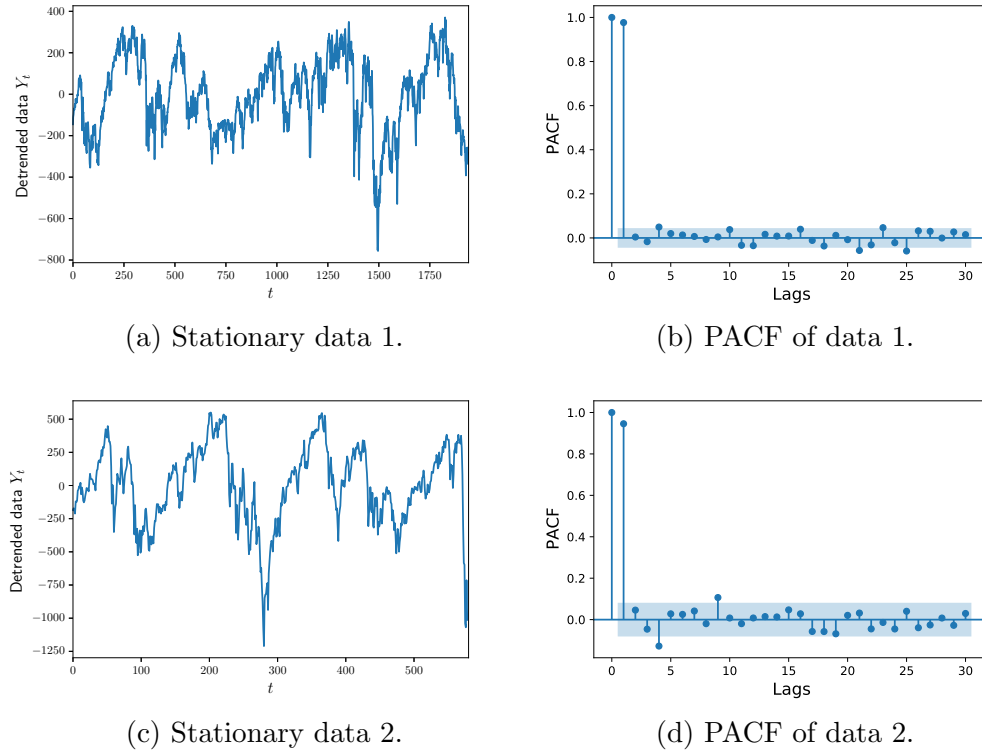 400
200
0
−200
−400
−600
−800
Detrended data Yt
0 250 500 750 1000 1250 1500 1750
t
(a) Stationary data 1.
1.0
0.8
0.6
0.4
0.2
0.0
PACF
0 5 10 15 20 25 30
Lags
(b) PACF of data 1.
500
250
0
−250
−500
−750
−1000
−1250
Detrended data Yt
0 100 200 300 400 500
t
(c) Stationary data 2.
1.0
0.8
0.6
0.4
0.2
0.0
PACF
0 5 10 15 20 25 30
Lags
(d) PACF of data 2.